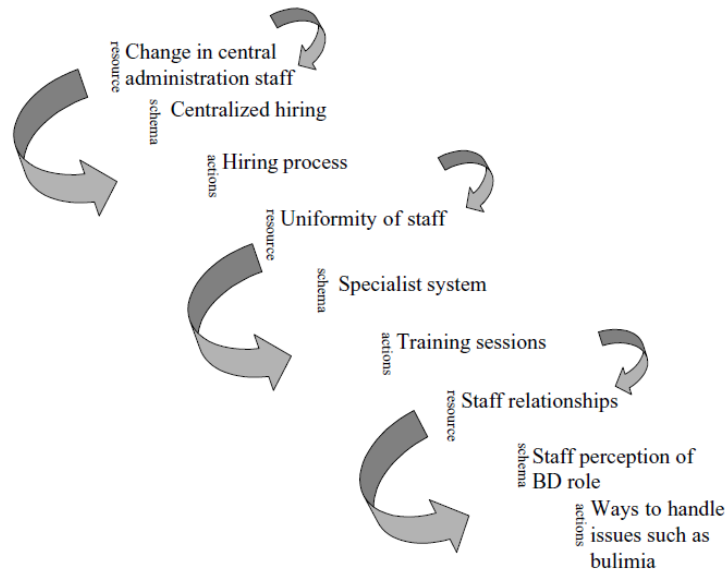 resource
Change in central
administration staff
schema
Centralized hiring
actions
Hiring process
resource
Uniformity of staff
schema
Specialist system
actions
Training sessions
resource
Staff relationships
schema
Staff perception of
BD role
actions
Ways to handle
issues such as
bulimia